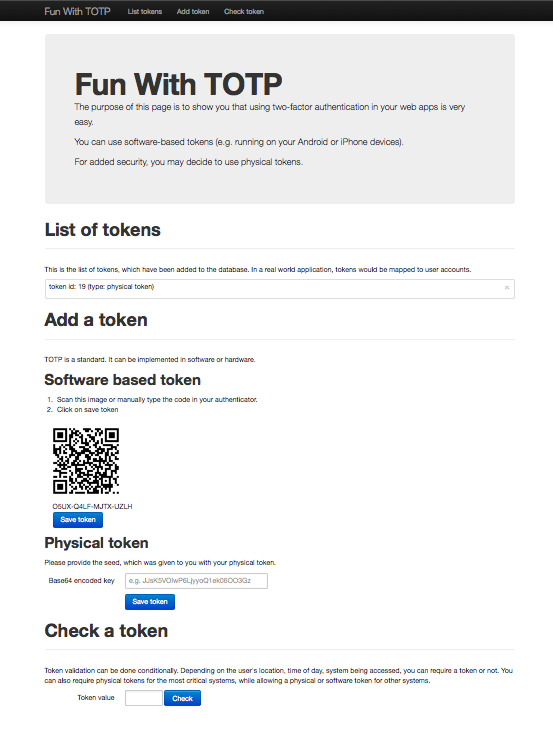 Fun With TOTP List tokens Add token Check token
Fun With TOTP
The purpose of this page is to show you that using two-factor authentication in your web apps is very
easy.
You can use software-based tokens (e.g. running on your Android or iPhone devices).
For added security, you may decide to use physical tokens.
List of tokens
This is the list of tokens, which have been added to the database. In a real world application, tokens would be mapped to user accounts.
token id: 19 (type: physical token) ×
Add a token
TOTP is a standard. It can be implemented in software or hardware.
Software based token
1. Scan this image or manually type the code in your authenticator.
2. Click on save token
O5UX-Q4LF-MJTX-UZLH
Save token
Physical token
Please provide the seed, which was given to you with your physical token.
Base64 encoded key e.g. JJsK5VOIwP6LjyyoQ1ek06OO3Gz
Save token
Check a token
Token validation can be done conditionally. Depending on the user's location, time of day, system being accessed, you can require a token or not. You
can also require physical tokens for the most critical systems, while allowing a physical or software token for other systems.
Token value Check